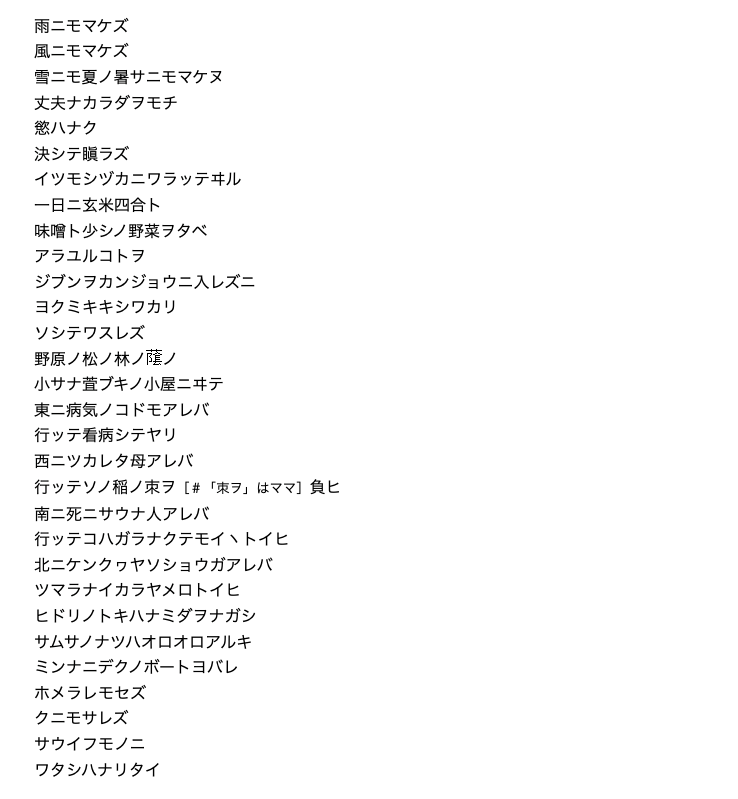 雨ニモマケズ
風ニモマケズ
雪ニモ夏ノ暑サニモマケヌ
丈夫ナカラダヲモチ
慾ハナク
決シテ瞋ラズ
イツモシヅカニワラッテヰル
一日ニ玄米四合ト
味噌ト少シノ野菜ヲタベ
アラユルコトヲ
ジブンヲカンジョウニ入レズニ
ヨクミキキシワカリ
ソシテワスレズ
野原ノ松ノ林ノ䕃ノ
小サナ萓ブキノ小屋ニヰテ
東ニ病気ノコドモアレバ
行ッテ看病シテヤリ
西ニツカレタ母アレバ
行ッテソノ稲ノ朿ヲ［＃「朿ヲ」はママ］負ヒ
南ニ死ニサウナ人アレバ
行ッテコハガラナクテモイヽトイヒ
北ニケンクヮヤソショウガアレバ
ツマラナイカラヤメロトイヒ
ヒドリノトキハナミダヲナガシ
サムサノナツハオロオロアルキ
ミンナニデクノボートヨバレ
ホメラレモセズ
クニモサレズ
サウイフモノニ
ワタシハナリタイ